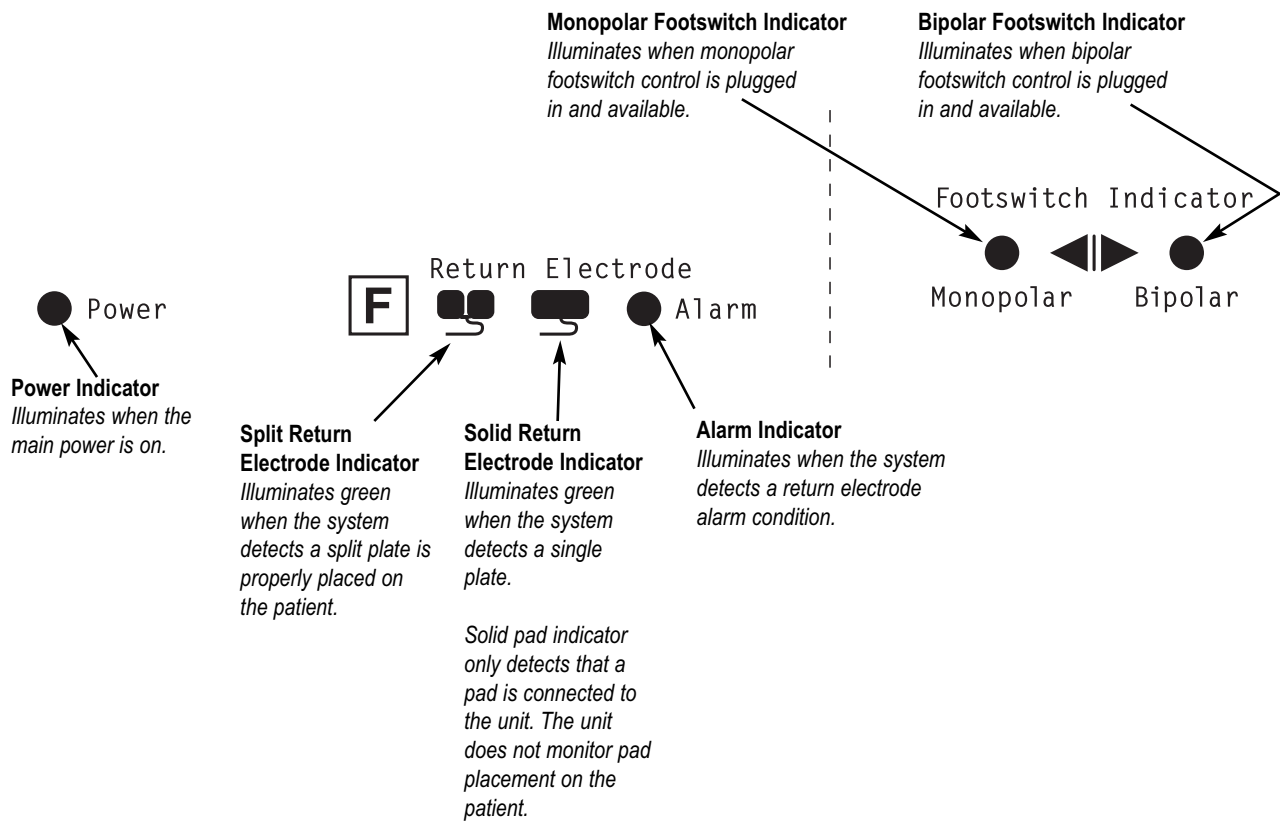 Monopolar Footswitch Indicator
Illuminates when monopolar
footswitch control is plugged
in and available.
Bipolar Footswitch Indicator
Illuminates when bipolar
footswitch control is plugged
in and available.
Footswitch Indicator
Monopolar
Bipolar
Power
F
Return Electrode
Alarm
Power Indicator
Illuminates when the
main power is on.
Split Return
Electrode Indicator
Illuminates green
when the system
detects a split plate is
properly placed on
the patient.
Solid Return
Electrode Indicator
Illuminates green
when the system
detects a single
plate.
Solid pad indicator
only detects that a
pad is connected to
the unit. The unit
does not monitor pad
placement on the
patient.
Alarm Indicator
Illuminates when the system
detects a return electrode
alarm condition.